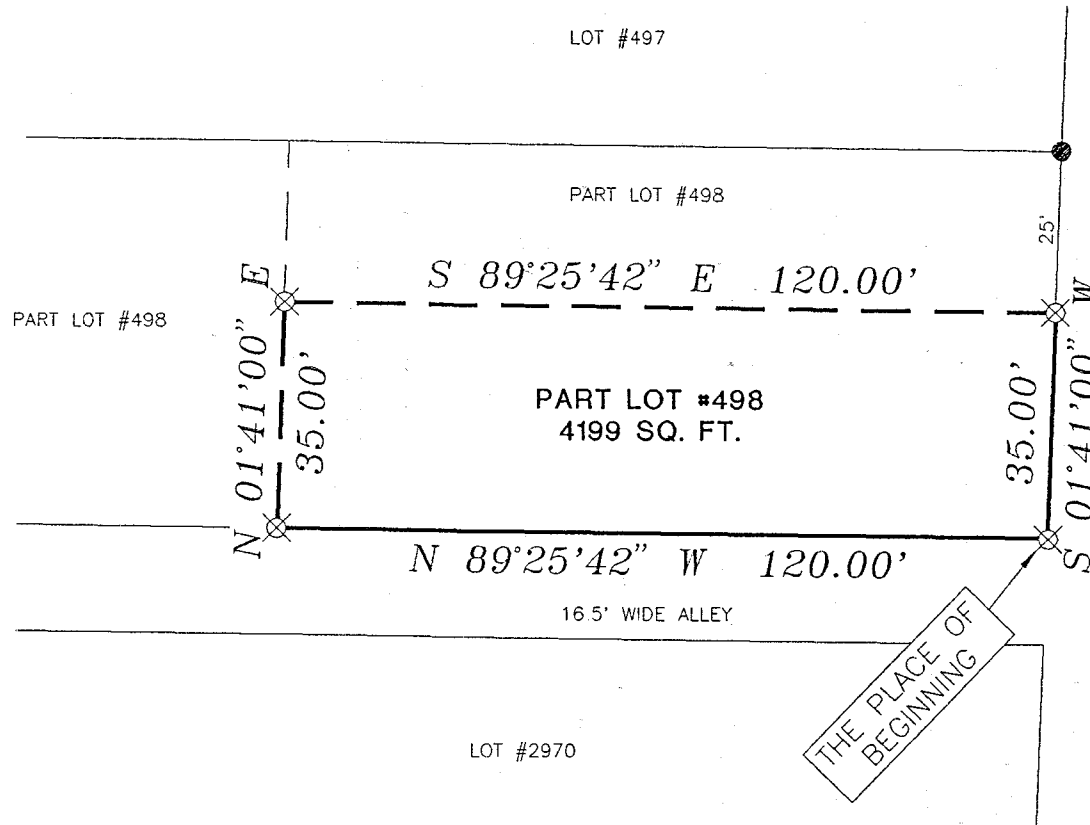 LOT #497
PART LOT #498
25'
S 89°25'42" E 120.00'
PART LOT #498
N 01°41'00" E
35.00'
PART LOT #498
4199 SQ. FT.
35.00'
S 01°41'00" W
N 89°25'42" W 120.00'
16.5' WIDE ALLEY
THE PLACE OF
BEGINNING
LOT #2970